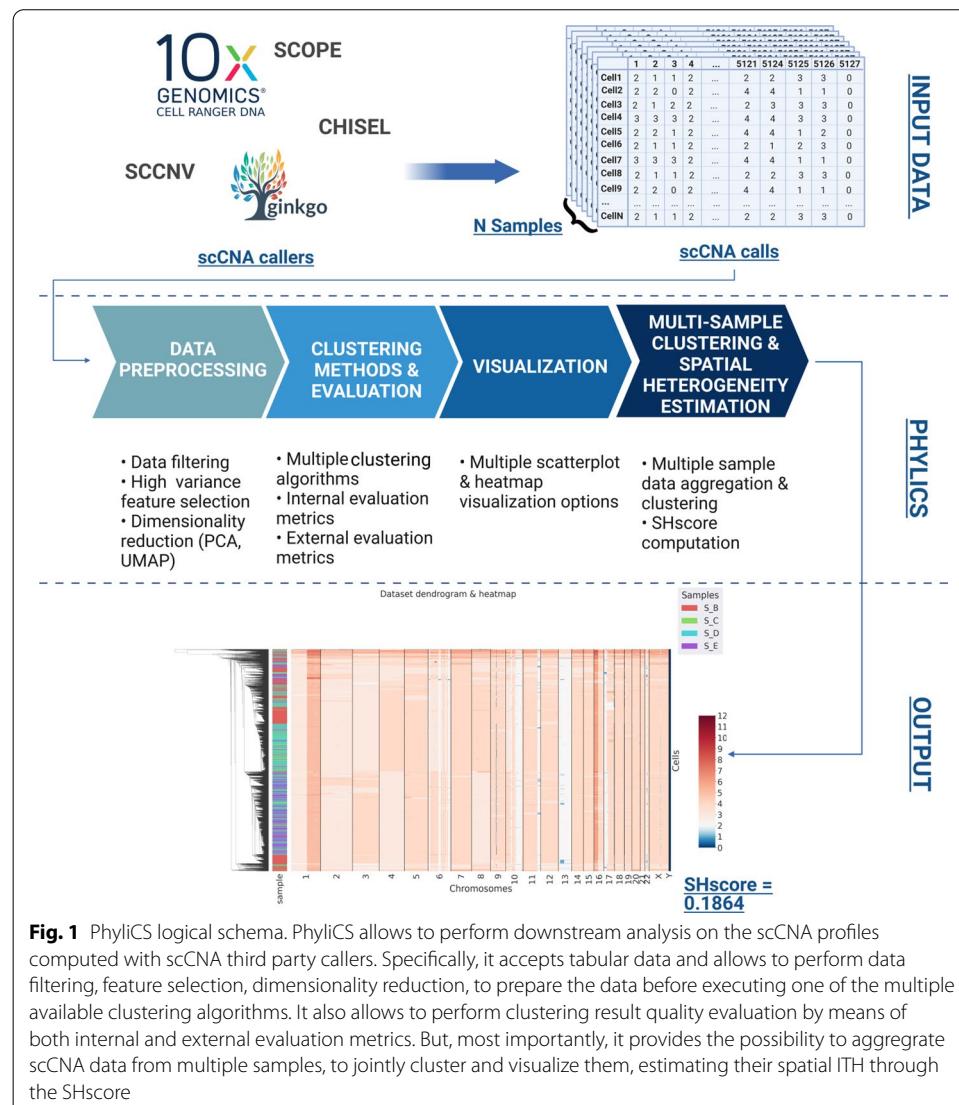 10x
GENOMICS®
CELL RANGER DNA
SCOPE
CHISEL
SCCNV
ginkgo
scCNA callers
N Samples
1 2 3 4 ... 5121 5124 5125 5126 5127
Cell1 2 1 1 2 ... 2 2 3 3 0
Cell2 2 2 0 2 ... 4 4 1 1 0
Cell3 2 1 2 2 ... 2 3 3 3 0
Cell4 3 3 3 2 ... 4 4 3 3 0
Cell5 2 2 1 2 ... 4 4 1 2 0
Cell6 2 1 1 2 ... 2 1 2 3 0
Cell7 3 3 3 2 ... 4 4 1 1 0
Cell8 2 1 1 2 ... 2 2 3 3 0
Cell9 2 2 0 2 ... 4 4 1 1 0
... ... ... ... ... ... ... ... ... ... ...
CellN 2 1 1 2 ... 2 2 3 3 0
scCNA calls
INPUT DATA
DATA
PREPROCESSING
CLUSTERING
METHODS &
EVALUATION
VISUALIZATION
MULTI-SAMPLE
CLUSTERING &
SPATIAL
HETEROGENEITY
ESTIMATION
• Data filtering
• High variance
feature selection
• Dimensionality
reduction (PCA,
UMAP)
• Multiple clustering
algorithms
• Internal evaluation
metrics
• External evaluation
metrics
• Multiple scatterplot
& heatmap
visualization options
• Multiple sample
data aggregation &
clustering
• SHscore
computation
PHYLICS
Dataset dendrogram & heatmap
Samples
S_B
S_C
S_D
S_E
Cells
12
11
10
9
8
7
6
5
4
3
2
1
0
sample
1 2 3 4 5 6 7 8 9 10 11 12 13 14 15 16 17 18 19 20 21 22 X Y
Chromosomes
SHscore =
0.1864
OUTPUT
Fig. 1 PhyliCS logical schema. PhyliCS allows to perform downstream analysis on the scCNA profiles
computed with scCNA third party callers. Specifically, it accepts tabular data and allows to perform data
filtering, feature selection, dimensionality reduction, to prepare the data before executing one of the multiple
available clustering algorithms. It also allows to perform clustering result quality evaluation by means of
both internal and external evaluation metrics. But, most importantly, it provides the possibility to aggregrate
scCNA data from multiple samples, to jointly cluster and visualize them, estimating their spatial ITH through
the SHscore